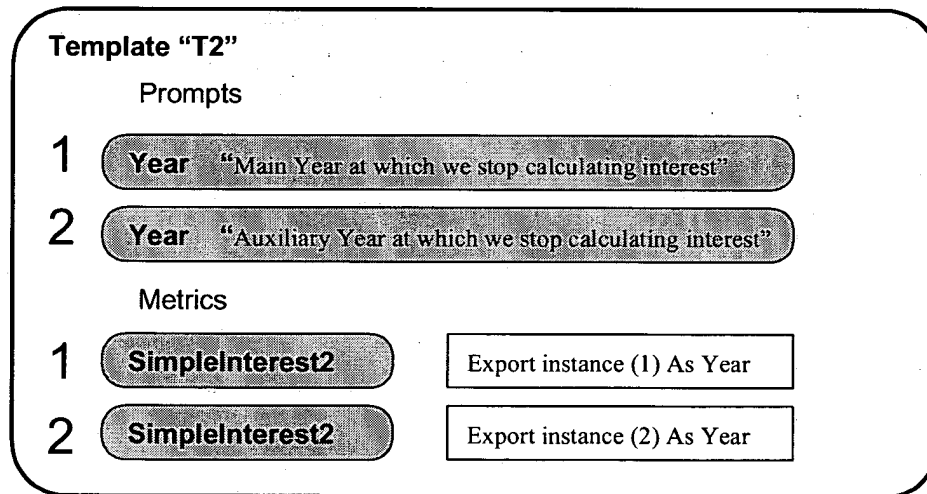 Template “T2”
Prompts
1 Year “Main Year at which we stop calculating interest”
2 Year “Auxiliary Year at which we stop calculating interest”
Metrics
1 SimpleInterest2 Export instance (1) As Year
2 SimpleInterest2 Export instance (2) As Year